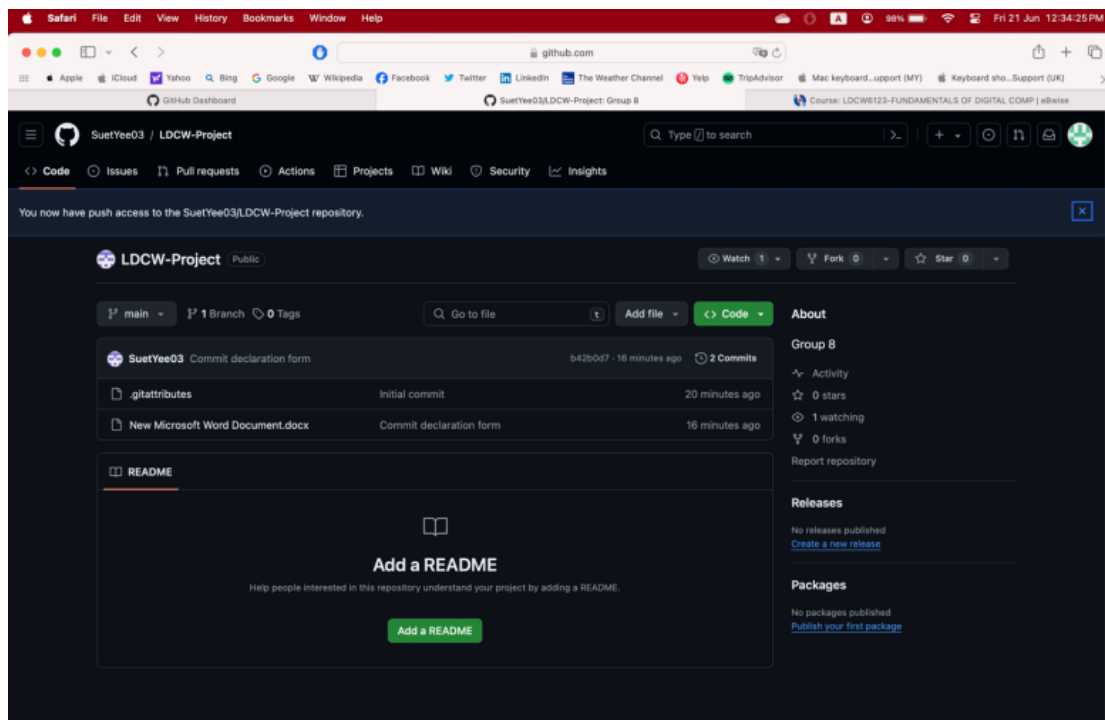 Safari File Edit View History Bookmarks Window Help A 98% Fri 21 Jun 12:34:25 PM
github.com
Apple iCloud Yahoo Bing Google Wikipedia Facebook Twitter LinkedIn The Weather Channel Yelp TripAdvisor Mac keyboard...upport (MY) Keyboard sho...Support (UK)
GitHub Dashboard SuetYee03/LDCW-Project: Group 8 Course: LDCW6123-FUNDAMENTALS OF DIGITAL COMP | eBwise
SuetYee03 / LDCW-Project Type / to search
Code Issues Pull requests Actions Projects Wiki Security Insights
You now have push access to the SuetYee03/LDCW-Project repository.
LDCW-Project Public Watch 1 Fork 0 Star 0
main 1 Branch 0 Tags Go to file t Add file Code
SuetYee03 Commit declaration form b42b0d7 · 16 minutes ago 2 Commits
.gitattributes Initial commit 20 minutes ago
New Microsoft Word Document.docx Commit declaration form 16 minutes ago
README
Add a README
Help people interested in this repository understand your project by adding a README.
Add a README
About
Group 8
Activity
0 stars
1 watching
0 forks
Report repository
Releases
No releases published
Create a new release
Packages
No packages published
Publish your first package